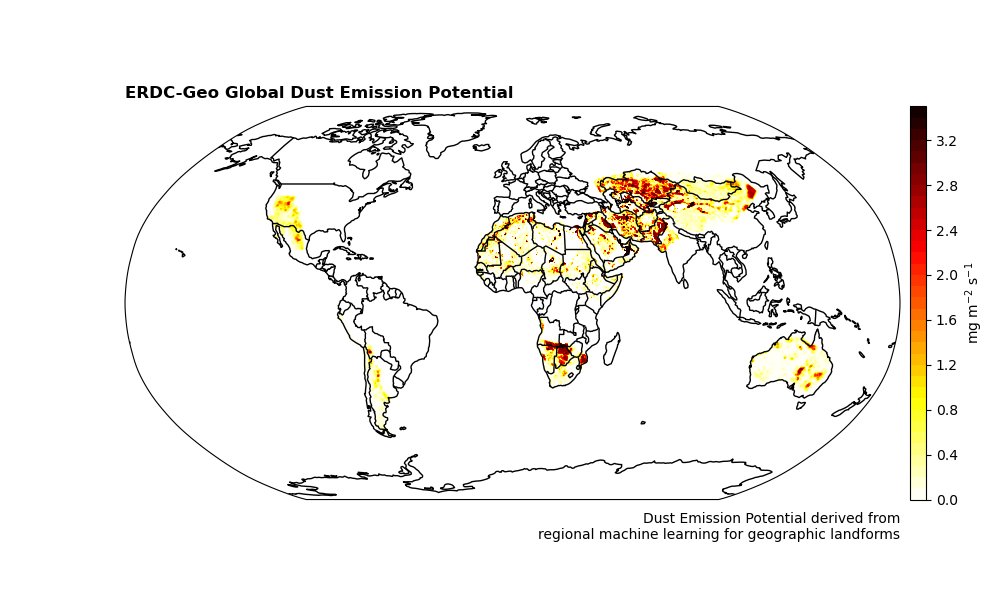 ERDC-Geo Global Dust Emission Potential
3.2
2.8
2.4
2.0
1.6
1.2
0.8
0.4
0.0
mg m⁻² s⁻¹
Dust Emission Potential derived from
regional machine learning for geographic landforms